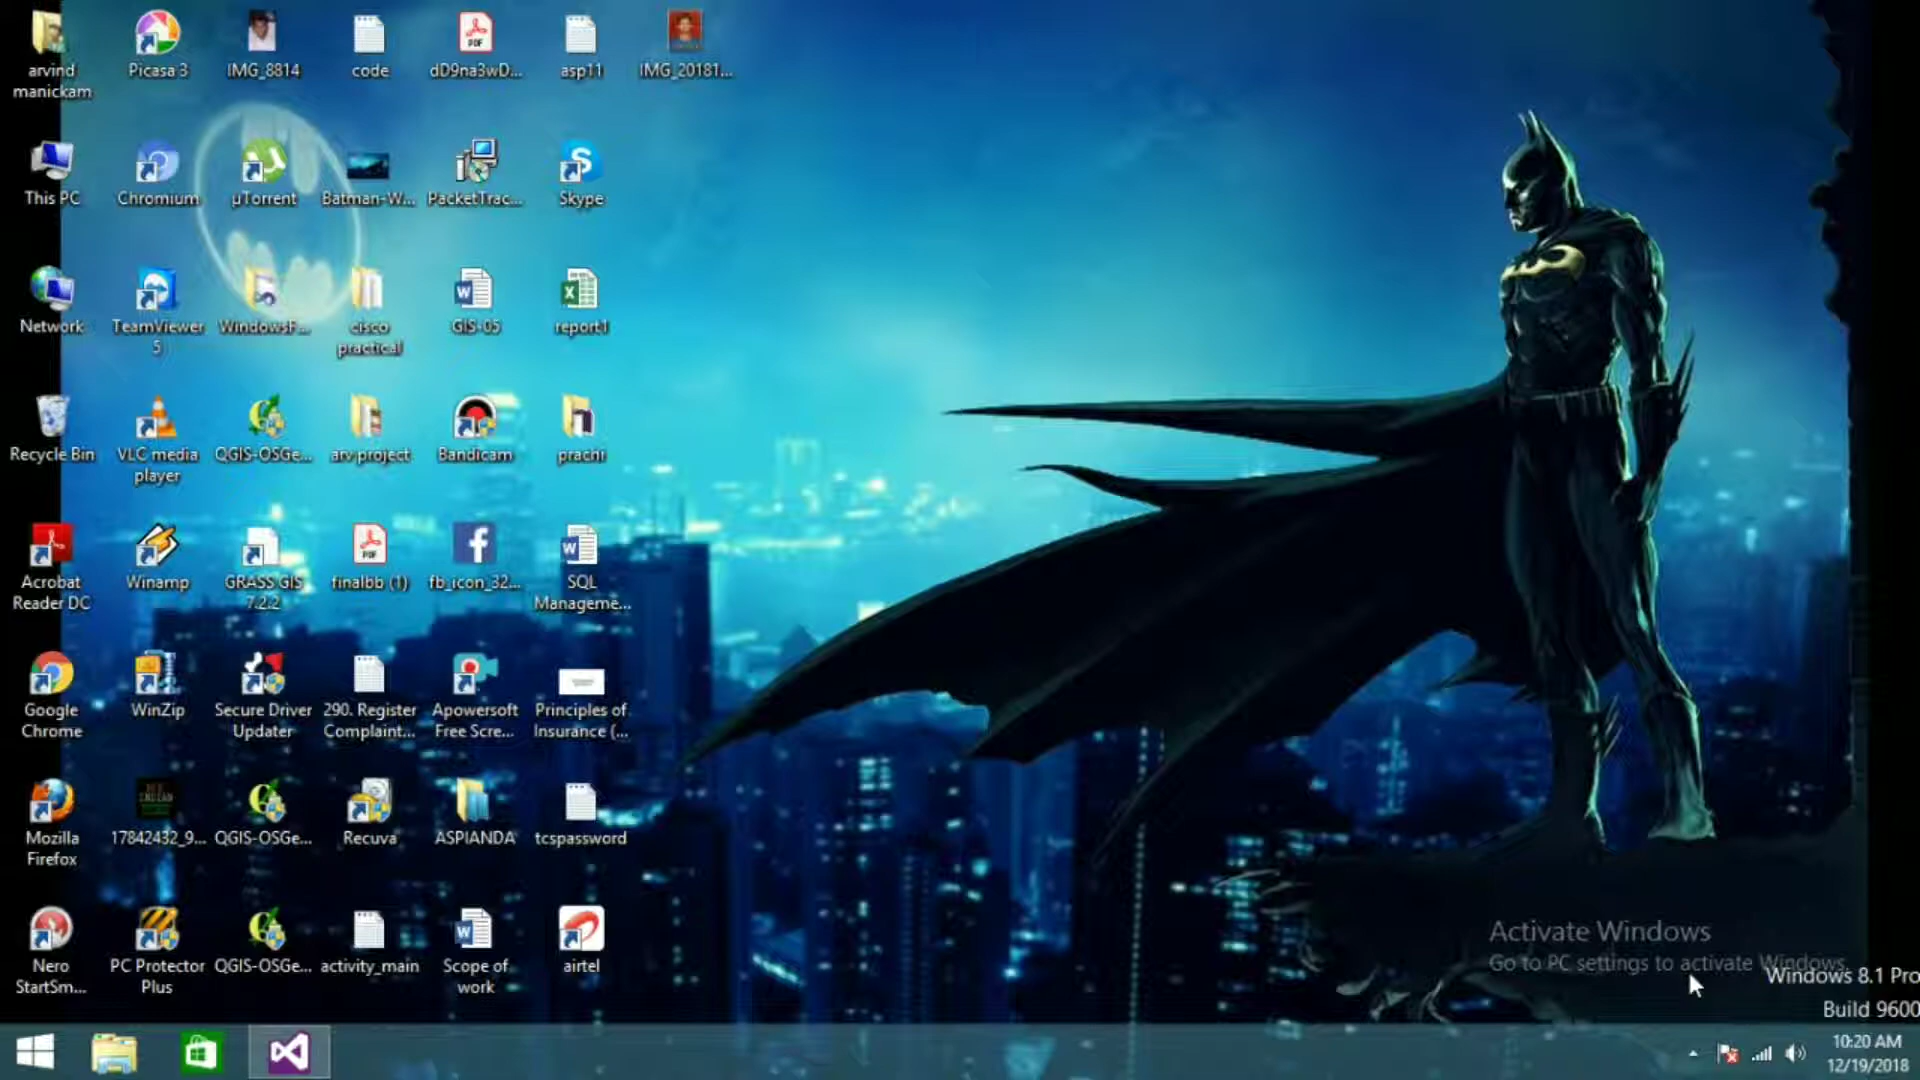 arvind
manickam
Picasa 3
IMG_8814
code
dD9na3wD...
asp11
IMG_20181...
This PC
Chromium
µTorrent
Batman-W...
PacketTrac...
Skype
Network
TeamViewer
5
WindowsF...
cisco
practical
GIS-05
report1
Recycle Bin
VLC media
player
QGIS-OSGe...
arv project
Bandicam
prachi
Acrobat
Reader DC
Winamp
GRASS GIS
7.2.2
finalbb (1)
fb_icon_32...
SQL
Manageme...
Google
Chrome
WinZip
Secure Driver
Updater
290. Register
Complaint...
Apowersoft
Free Scre...
Principles of
Insurance (...
Mozilla
Firefox
17842432_9...
QGIS-OSGe...
Recuva
ASPIANDA
tcspassword
Nero
StartSm...
PC Protector
Plus
QGIS-OSGe...
activity_main
Scope of
work
airtel
Activate Windows
Go to PC settings to activate Windows.
Windows 8.1 Pro
Build 9600
10:20 AM
12/19/2018